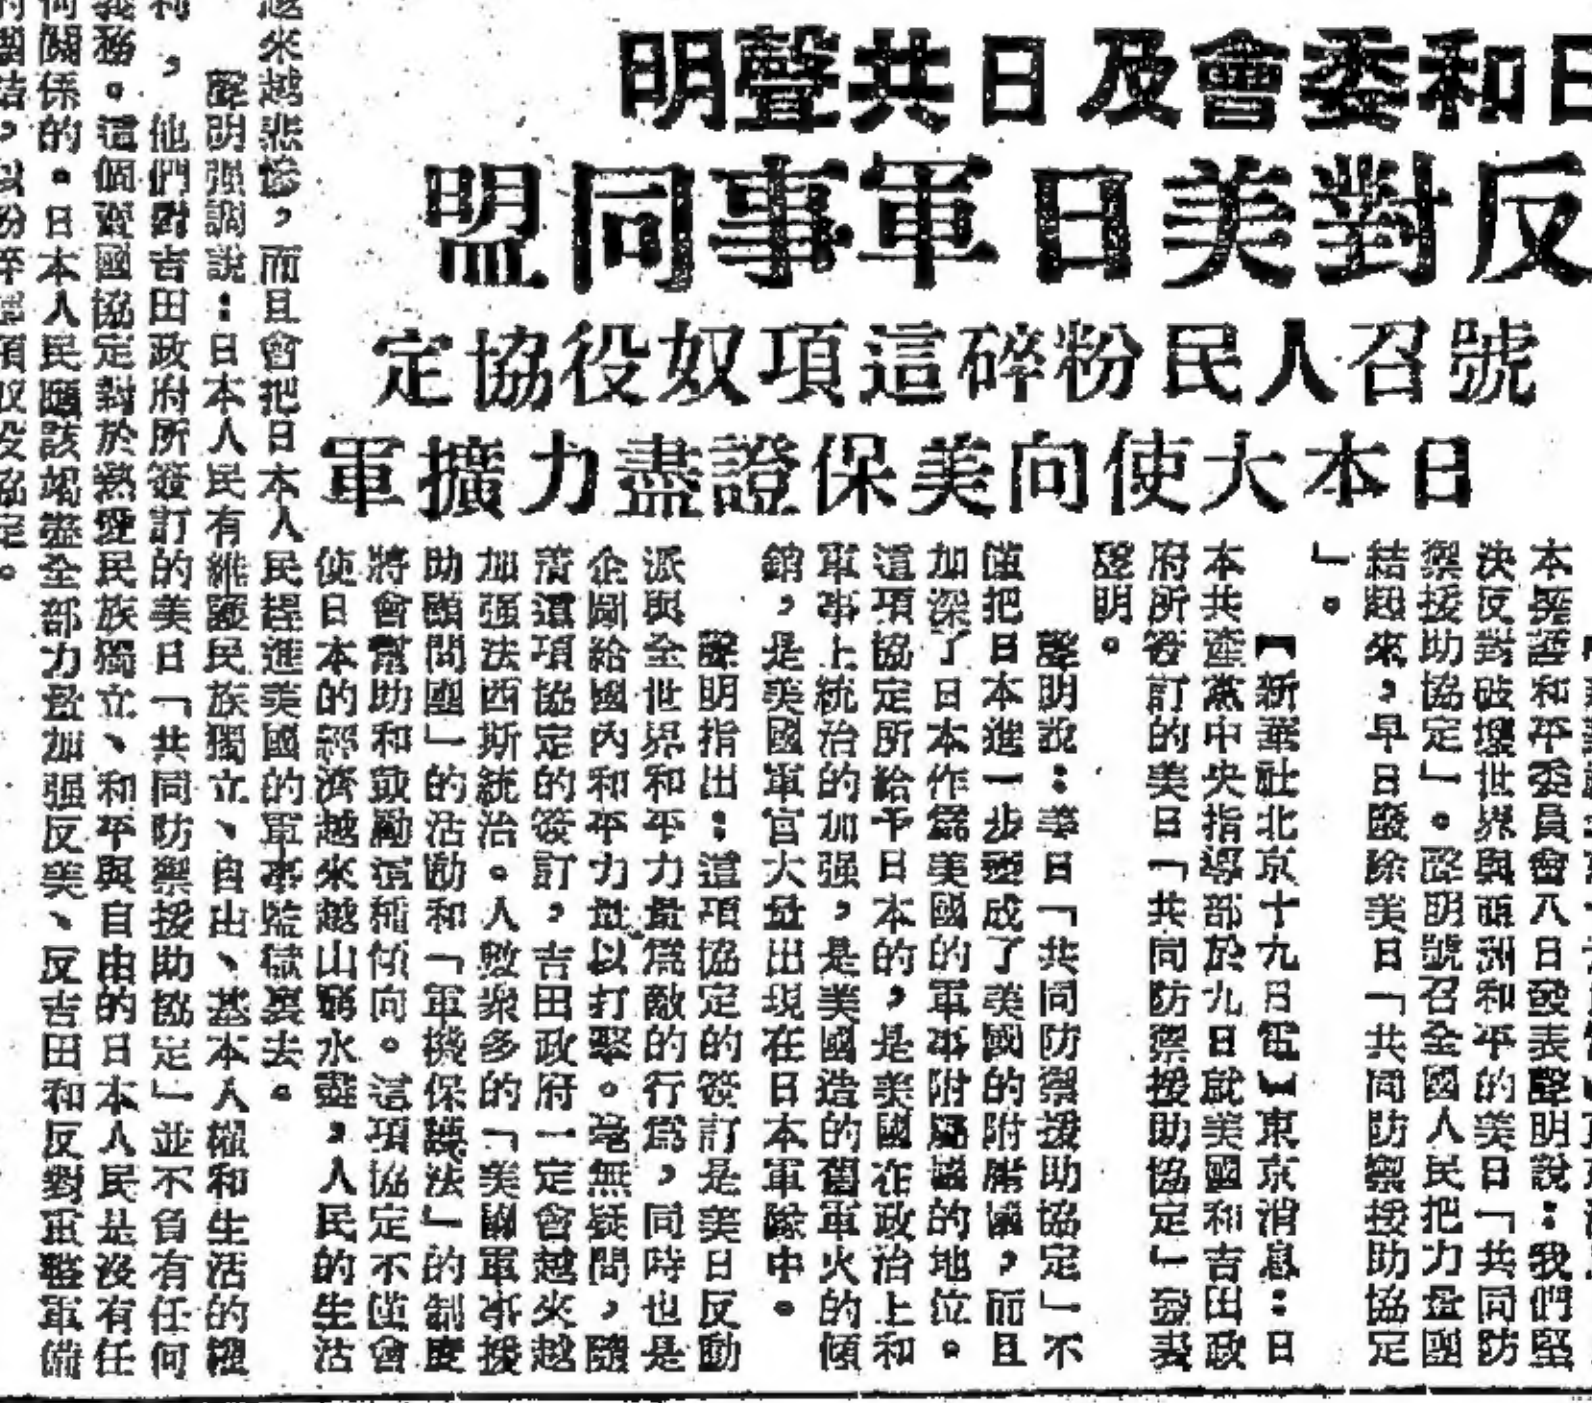 日和委會及日共聲明
反對美日軍事同盟
號召人民粉碎這項奴役協定
日本大使向美保證盡力擴軍
本擁護和平委員會八日發表聲明說：我們堅
決反對破壞世界與亞洲和平的美日「共同防
禦援助協定」。聲明號召全國人民把力量團
結起來，早日廢除美日「共同防禦援助協定
」。
【新華社北京十九日電】東京消息：日
本共產黨中央指導部於九日就美國和吉田政
府所簽訂的美日「共同防禦援助協定」發表
聲明。
聲明說：美日「共同防禦援助協定」不
僅把日本進一步變成了美國的附屬國，而且
加深了日本作為美國的軍事附屬國的地位。
這項協定所給予日本的，是美國在政治上和
軍事上統治的加强，是美國造的舊軍火的傾
銷，是美國軍官大量出現在日本軍隊中。
聲明指出：這項協定的簽訂是美日反動
派與全世界和平力量為敵的行為，同時也是
企圖給國內和平力量以打擊。毫無疑問，隨
着這項協定的簽訂，吉田政府一定會越來越
加强法西斯統治。人數衆多的「美國軍事援
助顧問團」的活動和「軍機保護法」的制度
將會幫助和鼓勵這種傾向。這項協定不僅會
使日本的經濟越來越山窮水盡，人民的生活
越來越悲慘，而且會把日本人民趕進美國的軍事監獄裏去。
聲明强調說：日本人民有維護民族獨立、自由、基本人權和生活的權
利，他們對吉田政府所簽訂的美日「共同防禦援助協定」並不負有任何
義務。這個賣國協定對於熱愛民族獨立、和平與自由的日本人民是沒有任
何關係的。日本人民應該竭盡全部力量加强反美、反吉田和反對重整軍備
的團結，以粉碎這項奴役協定。